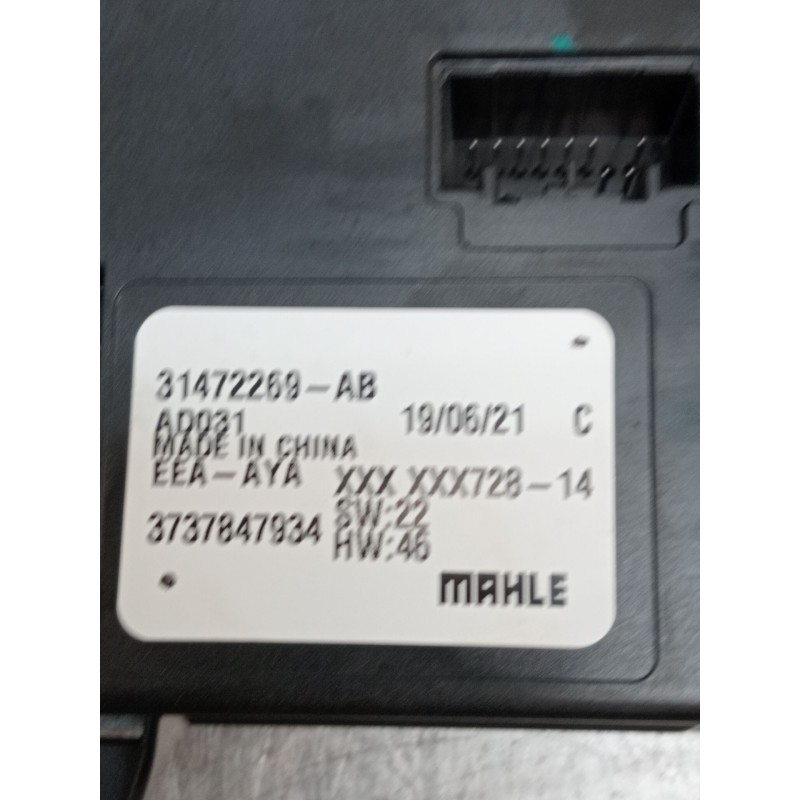 31472269-AB
AD031 19/06/21 C
MADE IN CHINA
EEA-AYA XXX XXX728-14
SW:22
3737847934
HW:46
MAHLE